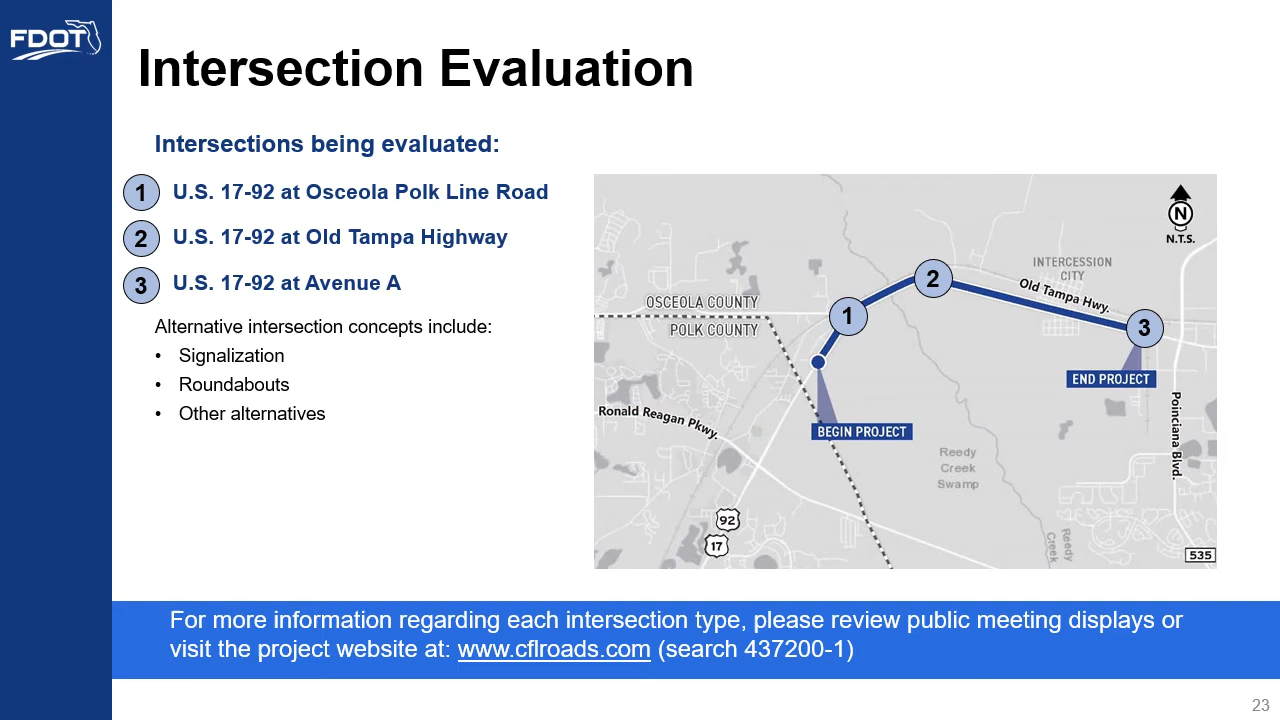 FDOT
Intersection Evaluation
Intersections being evaluated:
1 U.S. 17-92 at Osceola Polk Line Road
2 U.S. 17-92 at Old Tampa Highway
3 U.S. 17-92 at Avenue A
Alternative intersection concepts include:
• Signalization
• Roundabouts
• Other alternatives
N
N.T.S.
INTERCESSION
CITY
Old Tampa Hwy.
OSCEOLA COUNTY
POLK COUNTY
1
2
3
END PROJECT
BEGIN PROJECT
Ronald Reagan Pkwy.
Poinciana Blvd.
Reedy
Creek
Swamp
Reedy
Creek
92
17
535
For more information regarding each intersection type, please review public meeting displays or
visit the project website at: www.cflroads.com (search 437200-1)
23